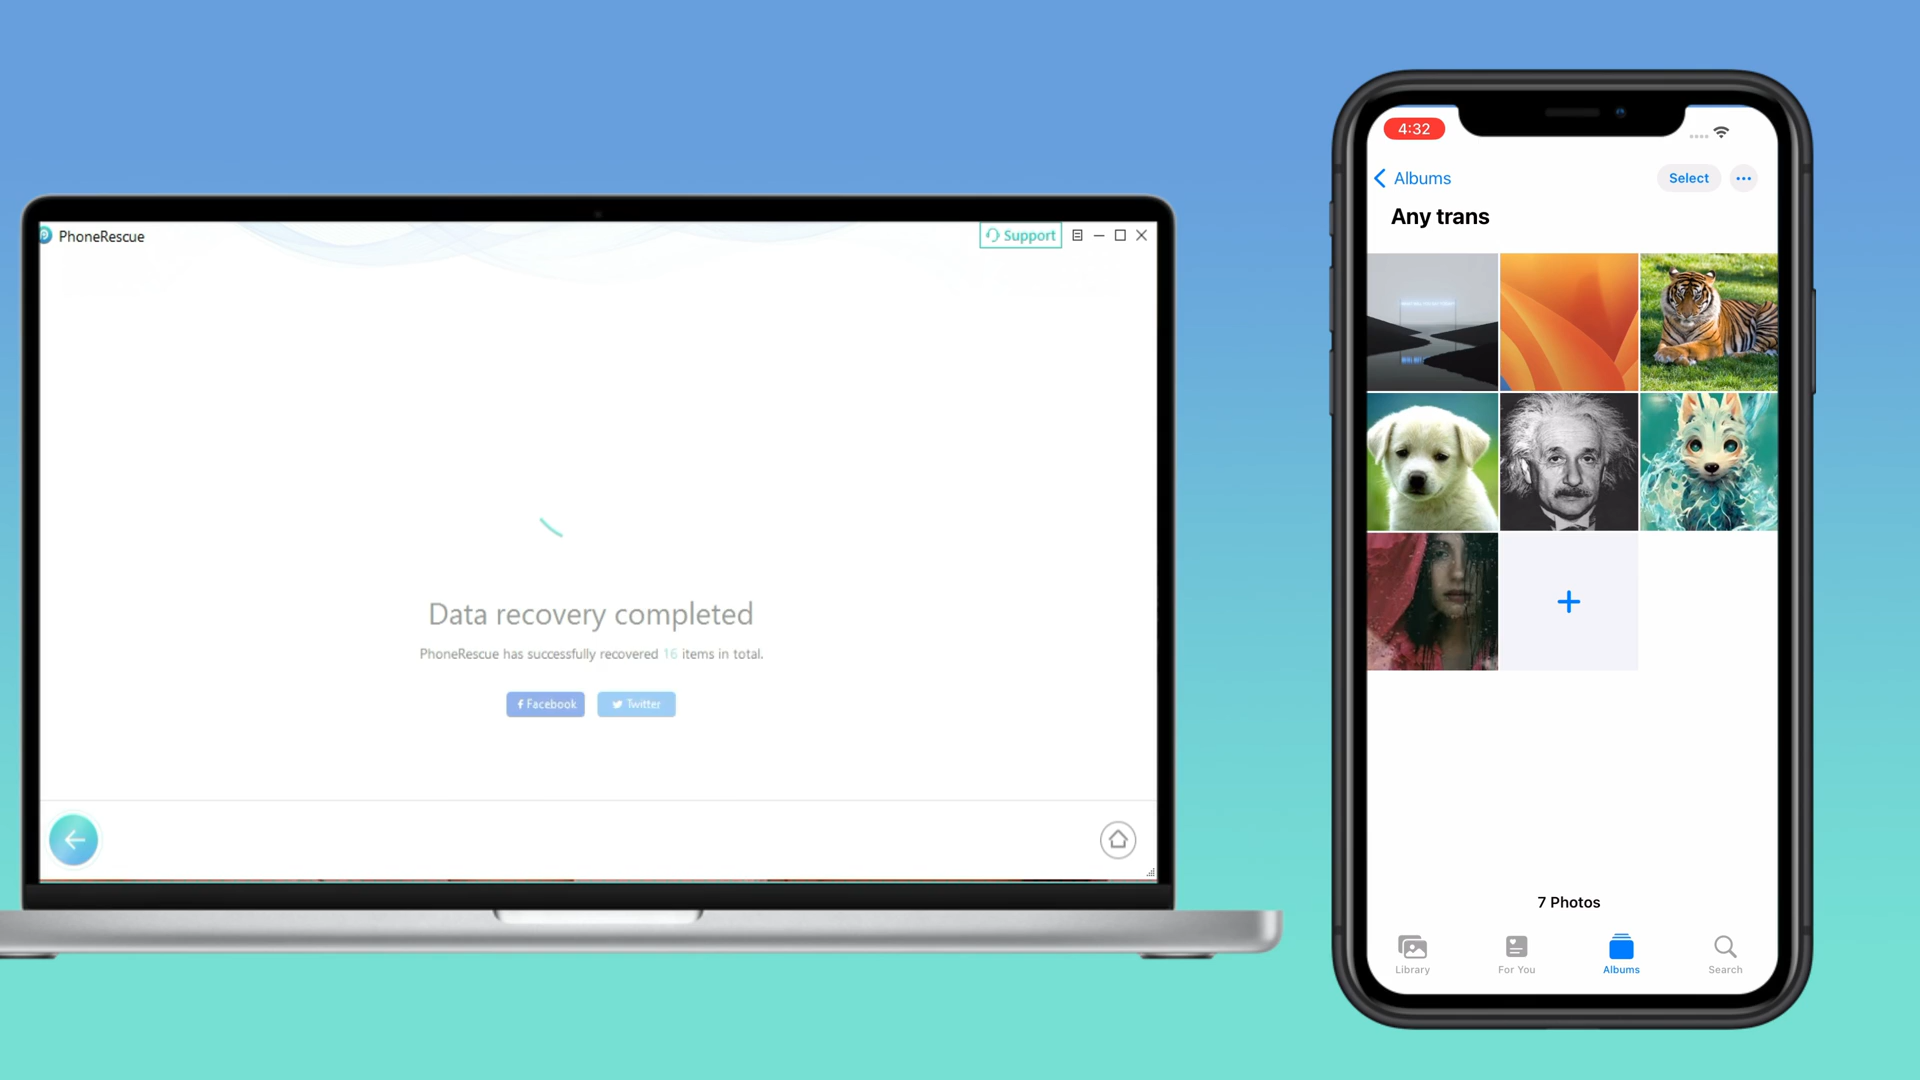 PhoneRescue
Support
Data recovery completed
PhoneRescue has successfully recovered 16 items in total.
Facebook
Twitter
4:32
Albums
Select
Any trans
7 Photos
Library
For You
Albums
Search